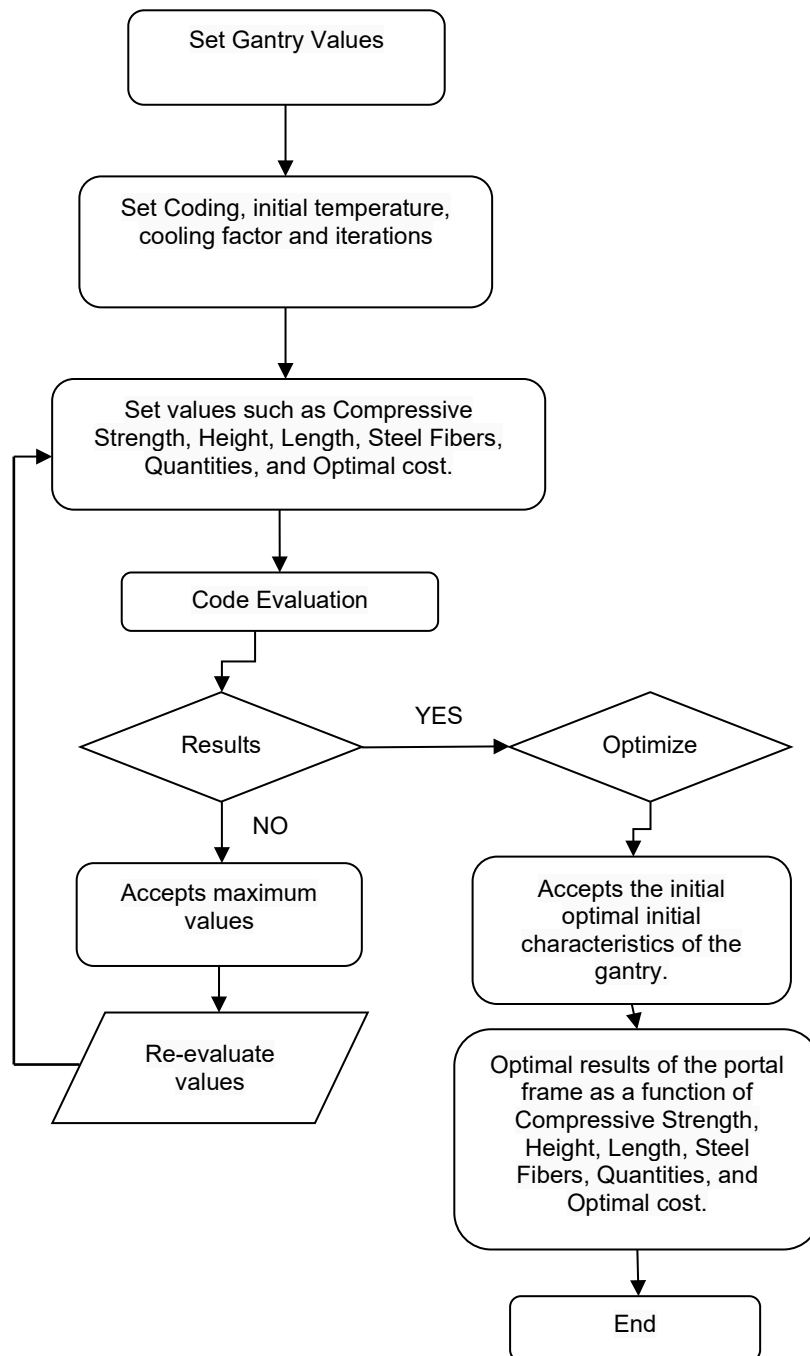 Set Gantry Values
Set Coding, initial temperature,
cooling factor and iterations
Set values such as Compressive
Strength, Height, Length, Steel Fibers,
Quantities, and Optimal cost.
Code Evaluation
Results
YES
Optimize
NO
Accepts maximum
values
Re-evaluate
values
Accepts the initial
optimal initial
characteristics of the
gantry.
Optimal results of the portal
frame as a function of
Compressive Strength,
Height, Length, Steel
Fibers, Quantities, and
Optimal cost.
End